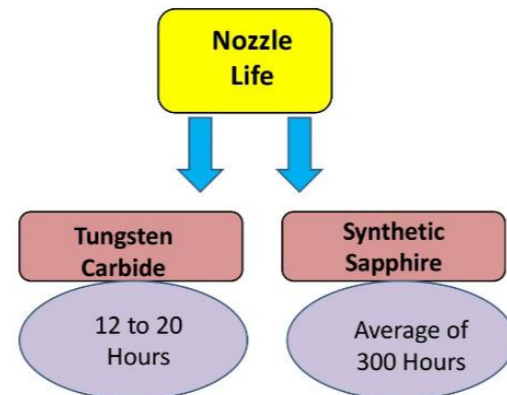 Nozzle
Life
Tungsten
Carbide
Synthetic
Sapphire
12 to 20
Hours
Average of
300 Hours